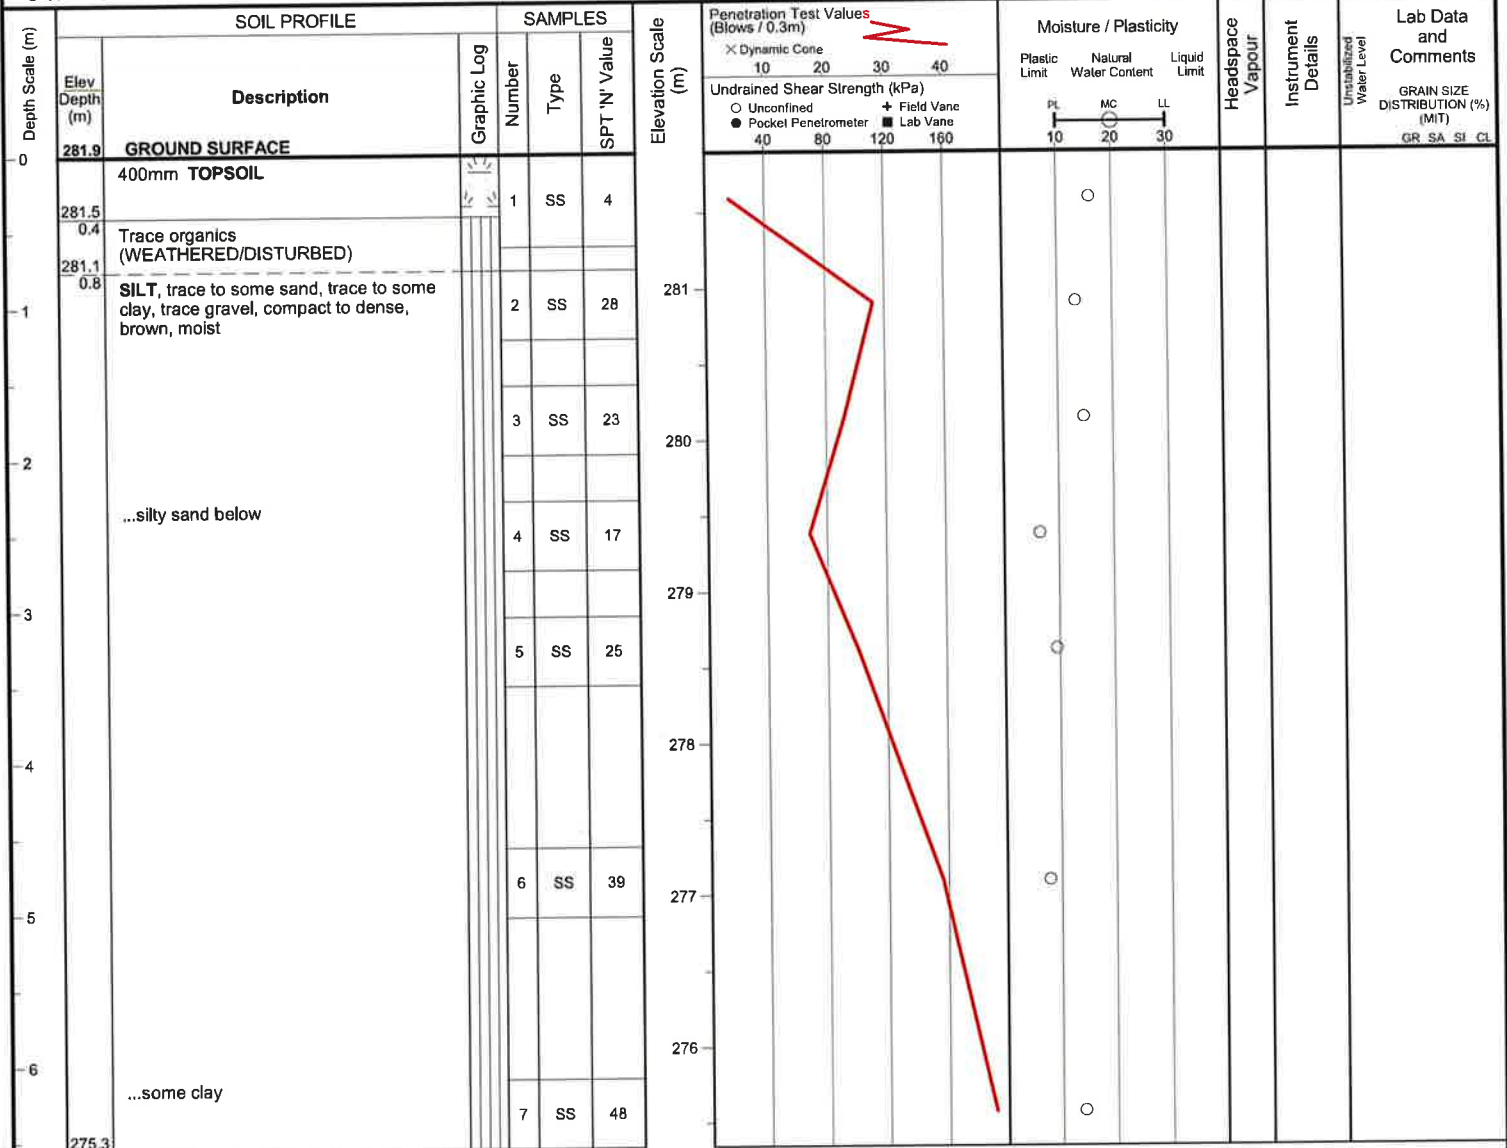 SOIL PROFILE
SAMPLES
Depth Scale (m)
Elev
Depth
(m)
Description
Graphic Log
Number
Type
SPT 'N' Value
Elevation Scale
(m)
Penetration Test Values
(Blows / 0.3m)
X Dynamic Cone
10 20 30 40
Undrained Shear Strength (kPa)
○ Unconfined + Field Vane
● Pocket Penetrometer ■ Lab Vane
40 80 120 160
Moisture / Plasticity
Plastic Natural Liquid
Limit Water Content Limit
PL MC LL
10 20 30
Headspace
Vapour
Instrument
Details
Unstabilized
Water Level
Lab Data
and
Comments
GRAIN SIZE
DISTRIBUTION (%)
(MIT)
GR SA SI CL
281.9 GROUND SURFACE
0
400mm TOPSOIL
1 SS 4
281.5
0.4
Trace organics
(WEATHERED/DISTURBED)
281.1
0.8
SILT, trace to some sand, trace to some
clay, trace gravel, compact to dense,
brown, moist
281
1
2 SS 28
3 SS 23
280
2
...silty sand below
4 SS 17
279
3
5 SS 25
278
4
6 SS 39
277
5
276
6
...some clay
7 SS 48
275.3